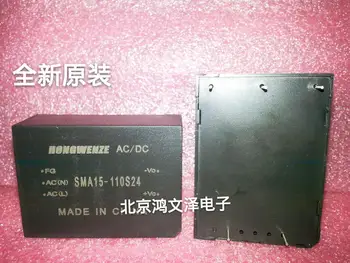 全新原装
HONGWENZE AC/DC
FG -Vo
AC(N) SMA15-110S24
AC(L) +Vo
MADE IN CHINA
北京鸿文泽电子